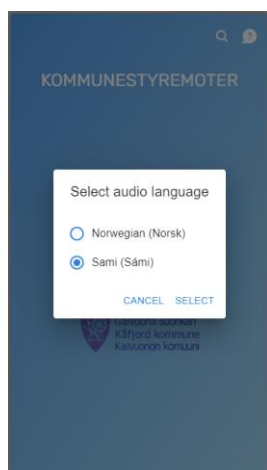 KOMMUNESTYREMOTER
Select audio language
Norwegian (Norsk)
Sami (Sámi)
CANCEL SELECT
Gáivuona suohkan
Kåfjord kommune
Kaivuonon komuuni